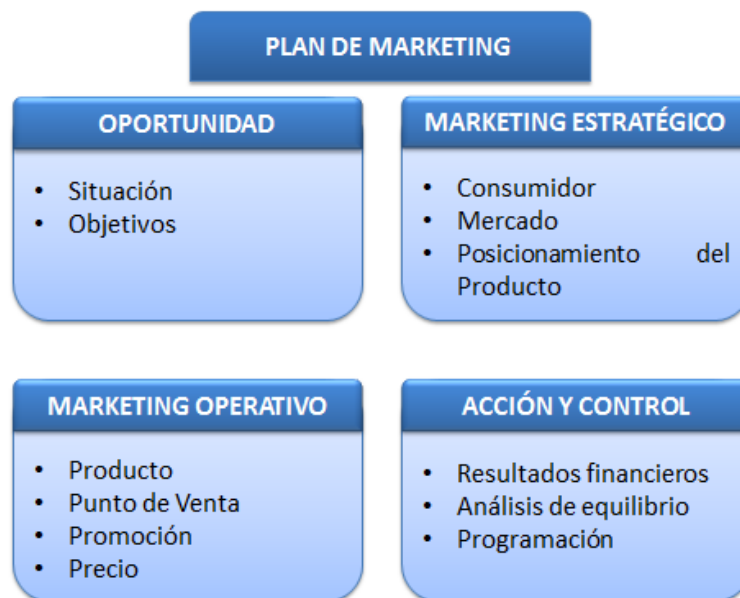 PLAN DE MARKETING
OPORTUNIDAD
• Situación
• Objetivos
MARKETING ESTRATÉGICO
• Consumidor
• Mercado
• Posicionamiento del
Producto
MARKETING OPERATIVO
• Producto
• Punto de Venta
• Promoción
• Precio
ACCIÓN Y CONTROL
• Resultados financieros
• Análisis de equilibrio
• Programación